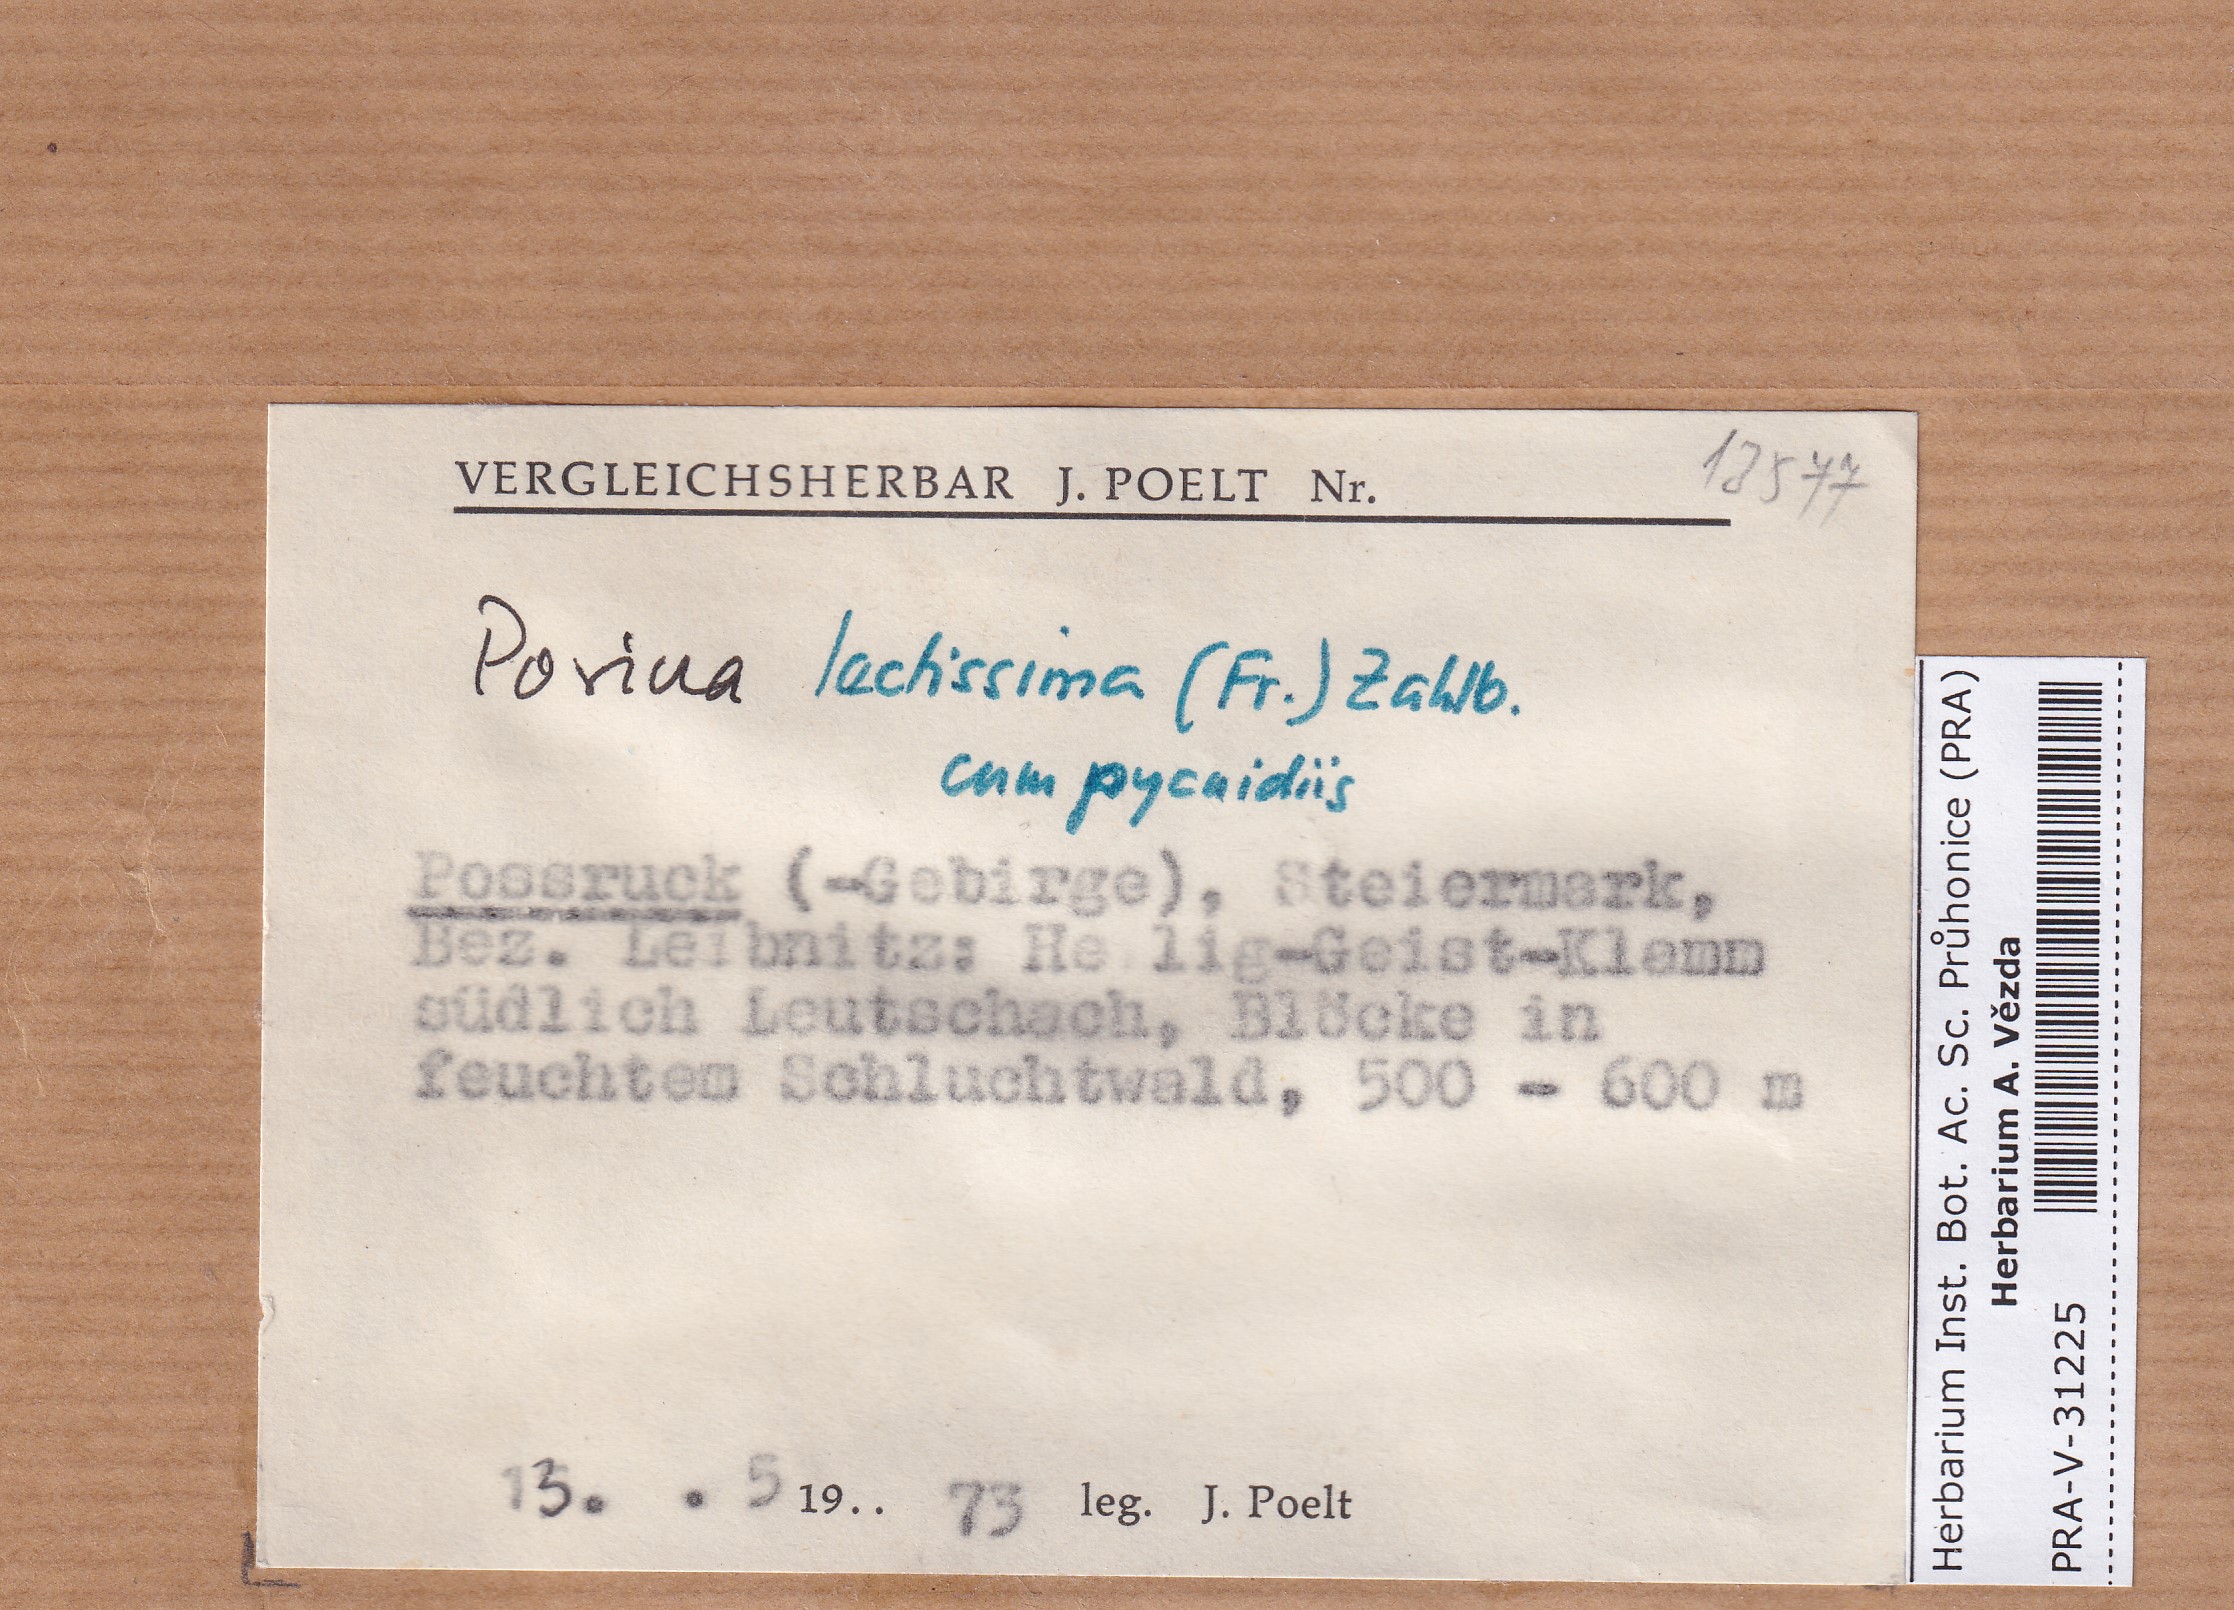 VERGLEICHSHERBAR J. POELT Nr.
13577
Porina lectissima (Fr.) Zahlb.
cum pycnidiis
Possruck (-Gebirge), Steiermark,
Bez. Leibnitz: Heilig-Geist-Klamm
südlich Leutschach, Blöcke in
feuchtem Schluchtwald, 500 - 600 m
13. . 5 19.. 73 leg. J. Poelt
Herbarium Inst. Bot. Ac. Sc. Průhonice (PRA)
Herbarium A. Vězda
PRA-V-31225